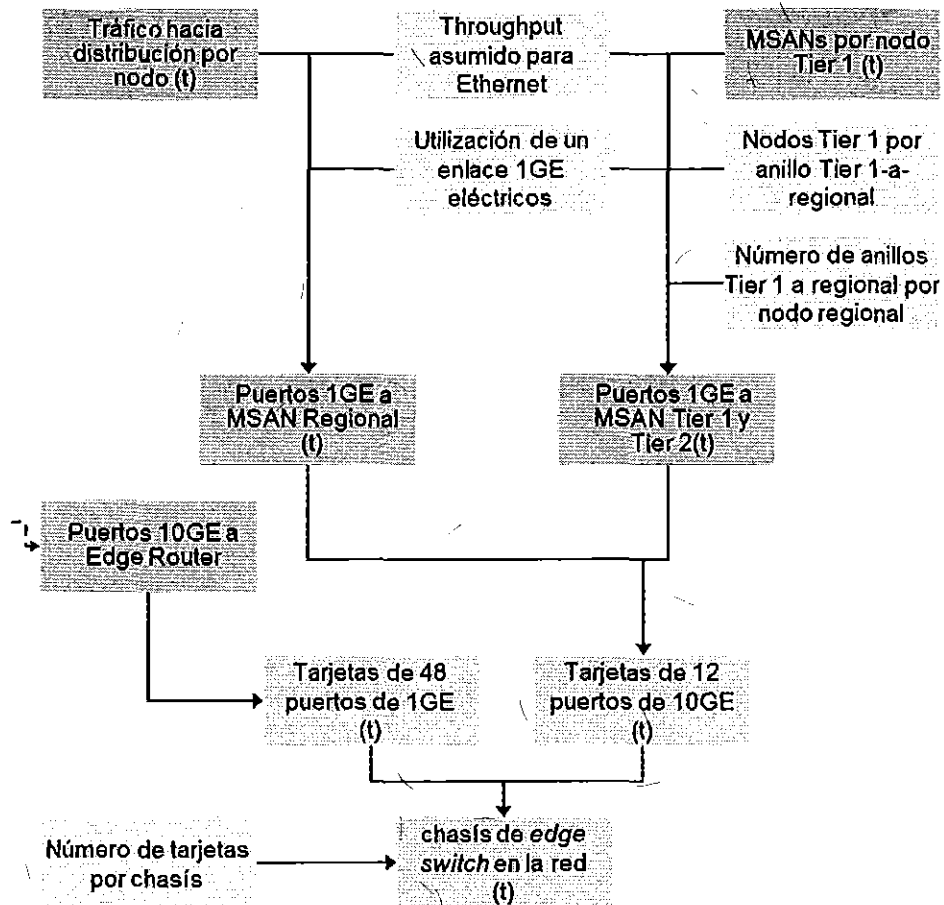 Tráfico hacia
distribución por
nodo (t)
Throughput
asumido para
Ethernet
MSANs por nodo
Tier 1 (t)
Utilización de un
enlace 1GE
eléctricos
Nodos Tier 1 por
anillo Tier 1-a-
regional
Número de anillos
Tier 1 a regional por
nodo regional
Puertos 1GE a
MSAN Regional
(t)
Puertos 1GE a
MSAN Tier 1 y
Tier 2(t)
Puertos 10GE a
Edge Router
Tarjetas de 48
puertos de 1GE
(t)
Tarjetas de 12
puertos de 10GE
(t)
Número de tarjetas
por chasís
chasís de edge
switch en la red
(t)